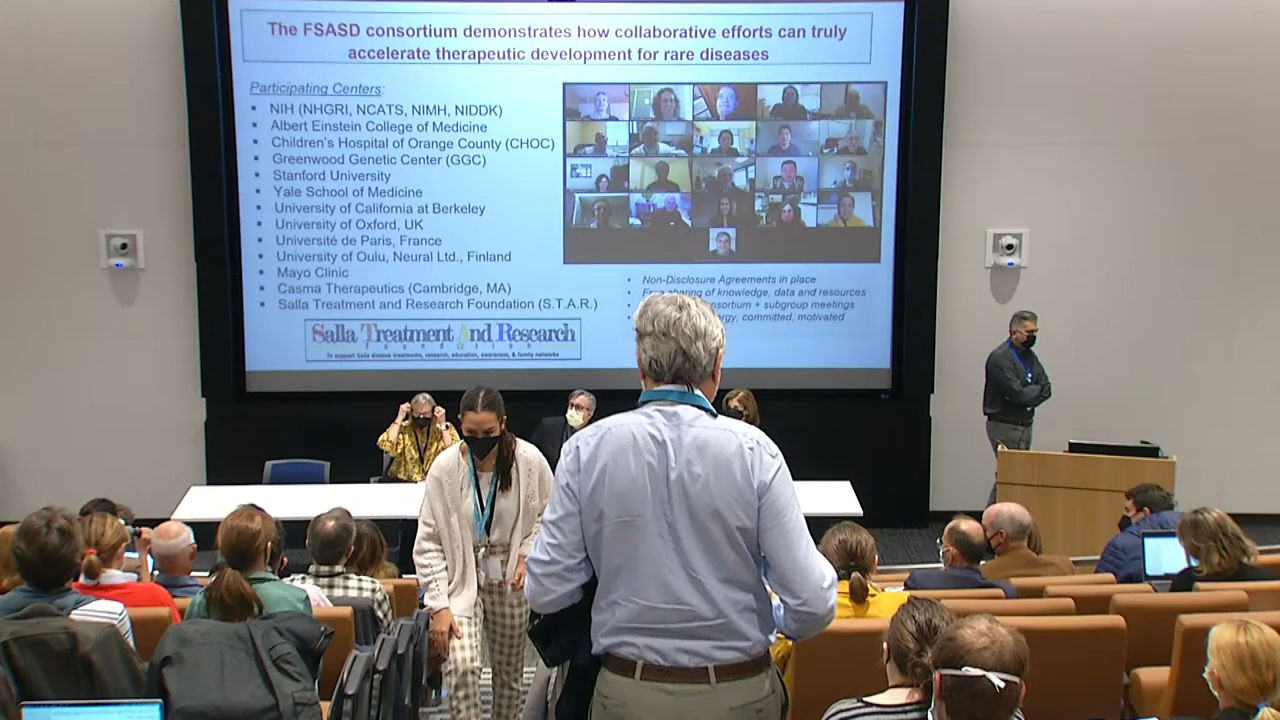 The FSASD consortium demonstrates how collaborative efforts can truly
accelerate therapeutic development for rare diseases
Participating Centers:
▪ NIH (NHGRI, NCATS, NIMH, NIDDK)
▪ Albert Einstein College of Medicine
▪ Children's Hospital of Orange County (CHOC)
▪ Greenwood Genetic Center (GGC)
▪ Stanford University
▪ Yale School of Medicine
▪ University of California at Berkeley
▪ University of Oxford, UK
▪ Université de Paris, France
▪ University of Oulu, Neural Ltd., Finland
▪ Mayo Clinic
▪ Casma Therapeutics (Cambridge, MA)
▪ Salla Treatment and Research Foundation (S.T.A.R.)
• Non-Disclosure Agreements in place
• sharing of knowledge, data and resources
• + subgroup meetings
• committed, motivated
Salla Treatment And Research
Foundation
To support Salla disease treatments, research, education, awareness, & family networks